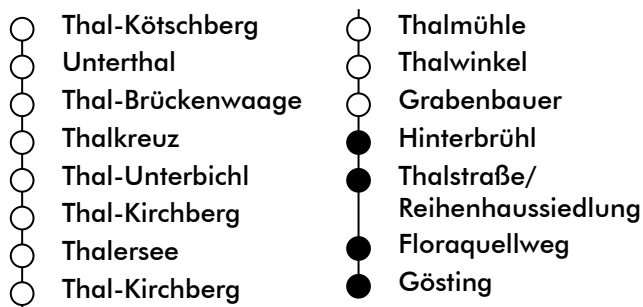 Thal-Kötschberg
Unterthal
Thal-Brückenwaage
Thalkreuz
Thal-Unterbichl
Thal-Kirchberg
Thalersee
Thal-Kirchberg
Thalmühle
Thalwinkel
Grabenbauer
Hinterbrühl
Thalstraße/
Reihenhaussiedlung
Floraquellweg
Gösting